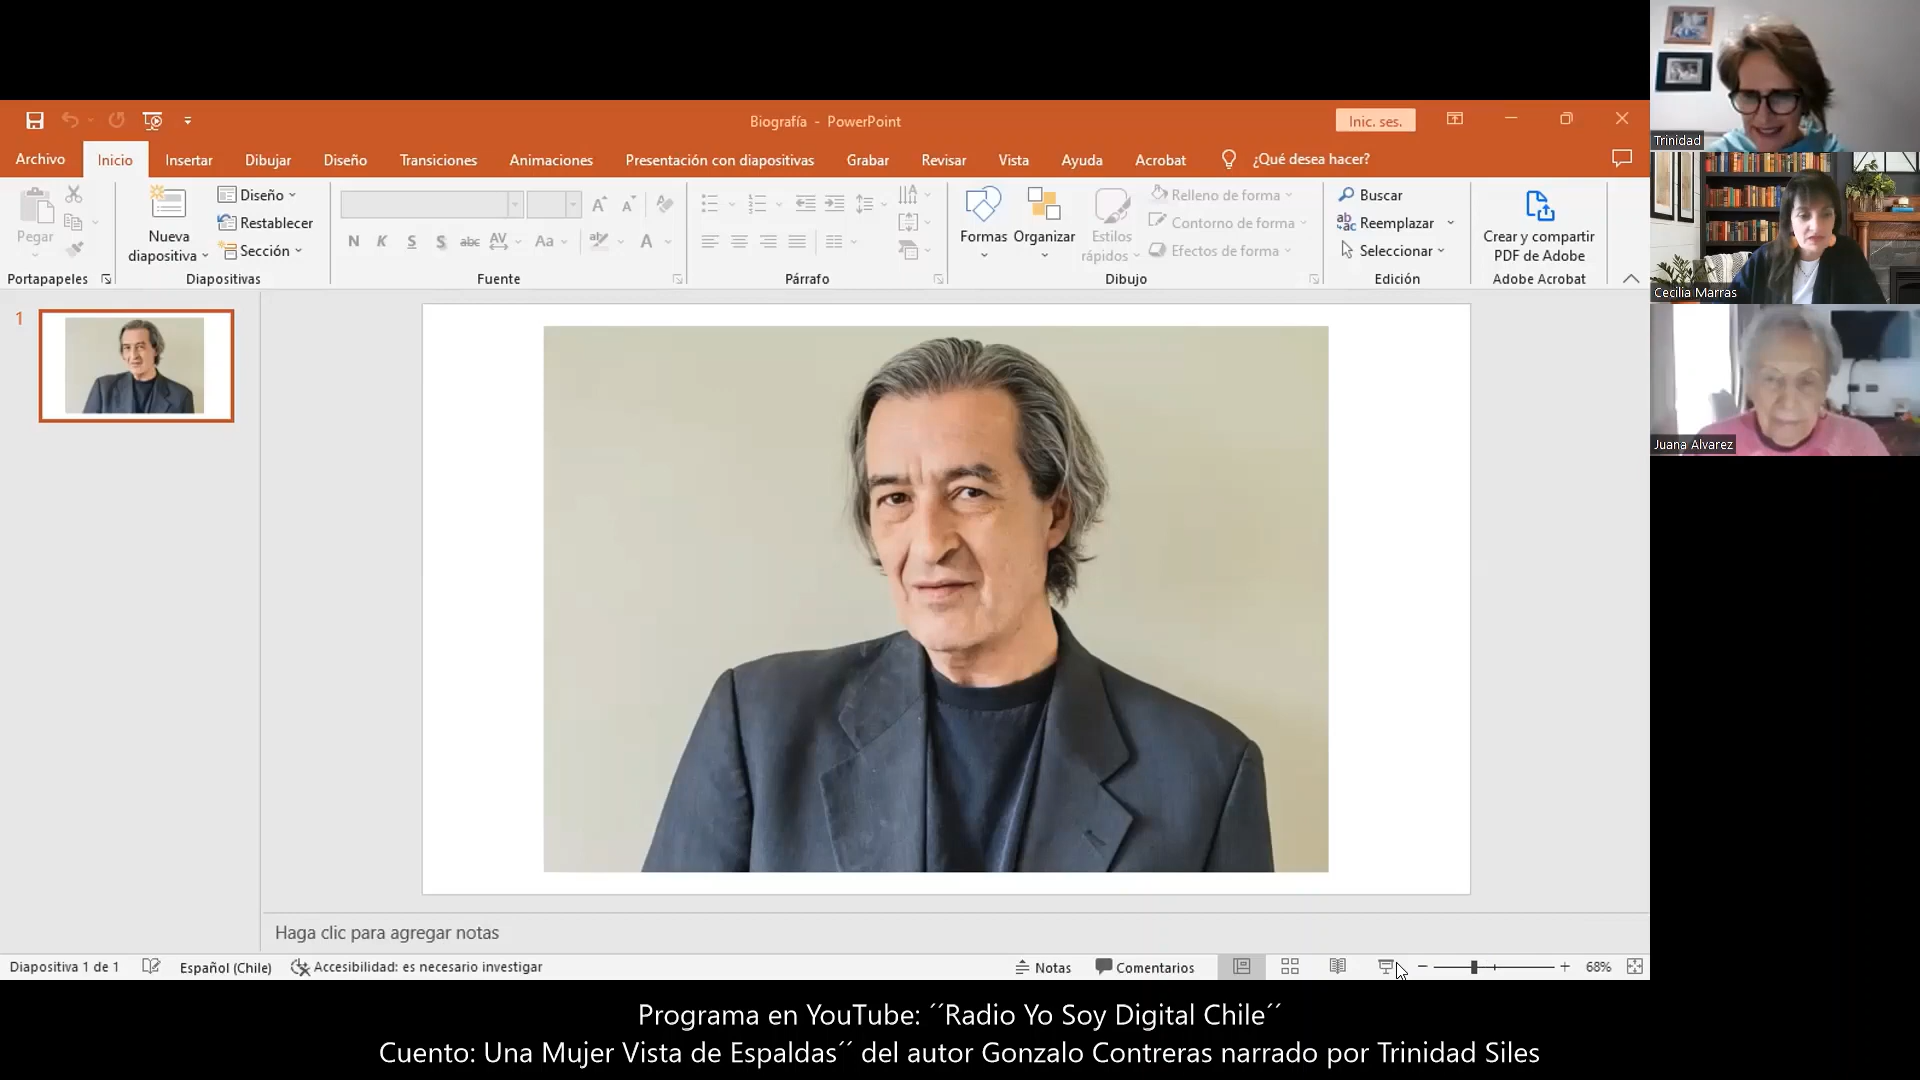 Biografía - PowerPoint
Inic. ses.
Archivo
Inicio
Insertar
Dibujar
Diseño
Transiciones
Animaciones
Presentación con diapositivas
Grabar
Revisar
Vista
Ayuda
Acrobat
¿Qué desea hacer?
Pegar
Portapapeles
Nueva
diapositiva
Diseño
Restablecer
Sección
Diapositivas
N K S S abc AV Aa A
Fuente
Párrafo
Formas
Organizar
Estilos
rápidos
Relleno de forma
Contorno de forma
Efectos de forma
Dibujo
Buscar
Reemplazar
Seleccionar
Edición
Crear y compartir
PDF de Adobe
Adobe Acrobat
1
Haga clic para agregar notas
Diapositiva 1 de 1
Español (Chile)
Accesibilidad: es necesario investigar
Notas
Comentarios
68%
Trinidad
Cecilia Marras
Juana Alvarez
Programa en YouTube: ´´Radio Yo Soy Digital Chile´´
Cuento: Una Mujer Vista de Espaldas´´ del autor Gonzalo Contreras narrado por Trinidad Siles